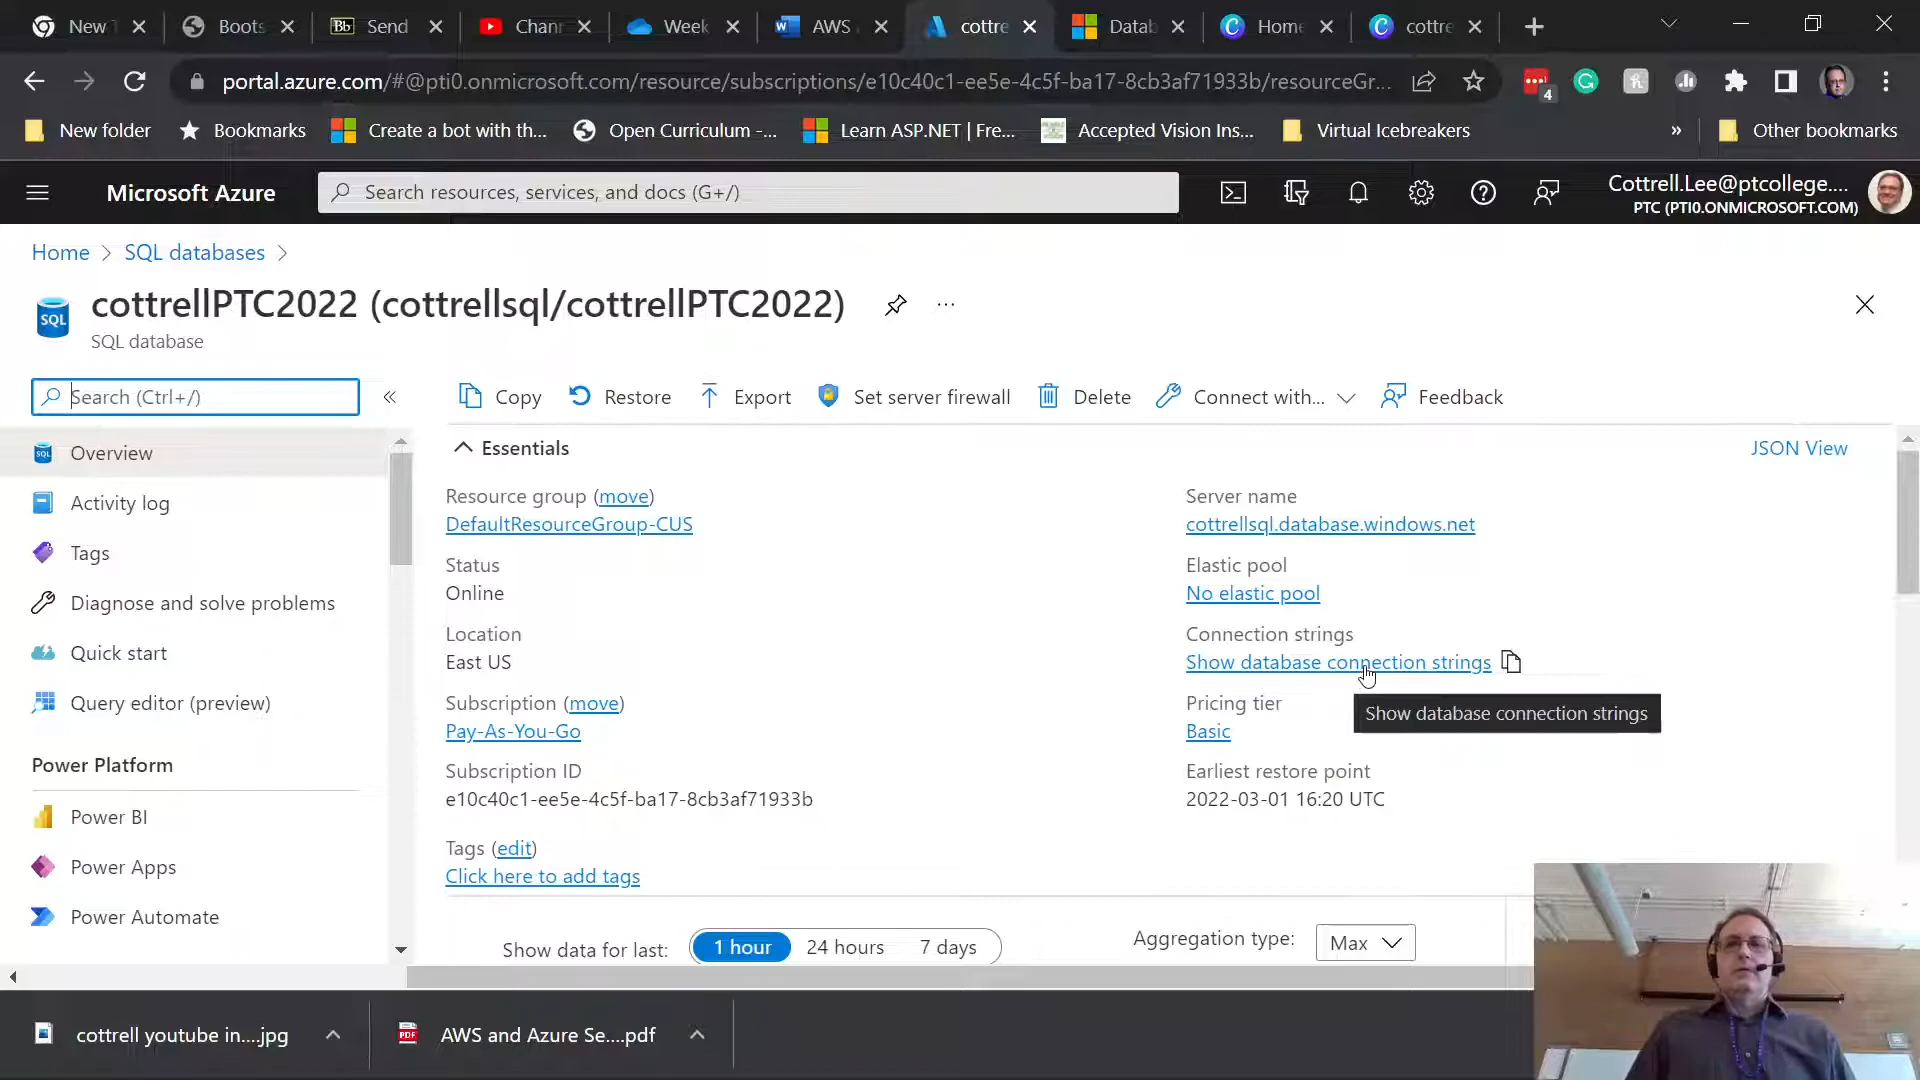 New T
Boots
Bb Send
Chan
Week
AWS
cottre
Datab
Home
cottre
portal.azure.com/#@pti0.onmicrosoft.com/resource/subscriptions/e10c40c1-ee5e-4c5f-ba17-8cb3af71933b/resourceGr...
4
New folder
Bookmarks
Create a bot with th...
Open Curriculum -...
Learn ASP.NET | Fre...
Accepted Vision Ins...
Virtual Icebreakers
»
Other bookmarks
Microsoft Azure
Search resources, services, and docs (G+/)
Cottrell.Lee@ptcollege....
PTC (PTI0.ONMICROSOFT.COM)
Home > SQL databases >
SQL
cottrellPTC2022 (cottrellsql/cottrellPTC2022)
...
SQL database
Search (Ctrl+/)
«
Copy
Restore
Export
Set server firewall
Delete
Connect with...
Feedback
Overview
Activity log
Tags
Diagnose and solve problems
Quick start
Query editor (preview)
Power Platform
Power BI
Power Apps
Power Automate
Essentials
JSON View
Resource group (move)
DefaultResourceGroup-CUS
Status
Online
Location
East US
Subscription (move)
Pay-As-You-Go
Subscription ID
e10c40c1-ee5e-4c5f-ba17-8cb3af71933b
Tags (edit)
Click here to add tags
Server name
cottrellsql.database.windows.net
Elastic pool
No elastic pool
Connection strings
Show database connection strings
Show database connection strings
Pricing tier
Basic
Earliest restore point
2022-03-01 16:20 UTC
Show data for last:
1 hour
24 hours
7 days
Aggregation type:
Max
cottrell youtube in....jpg
PDF
AWS and Azure Se....pdf